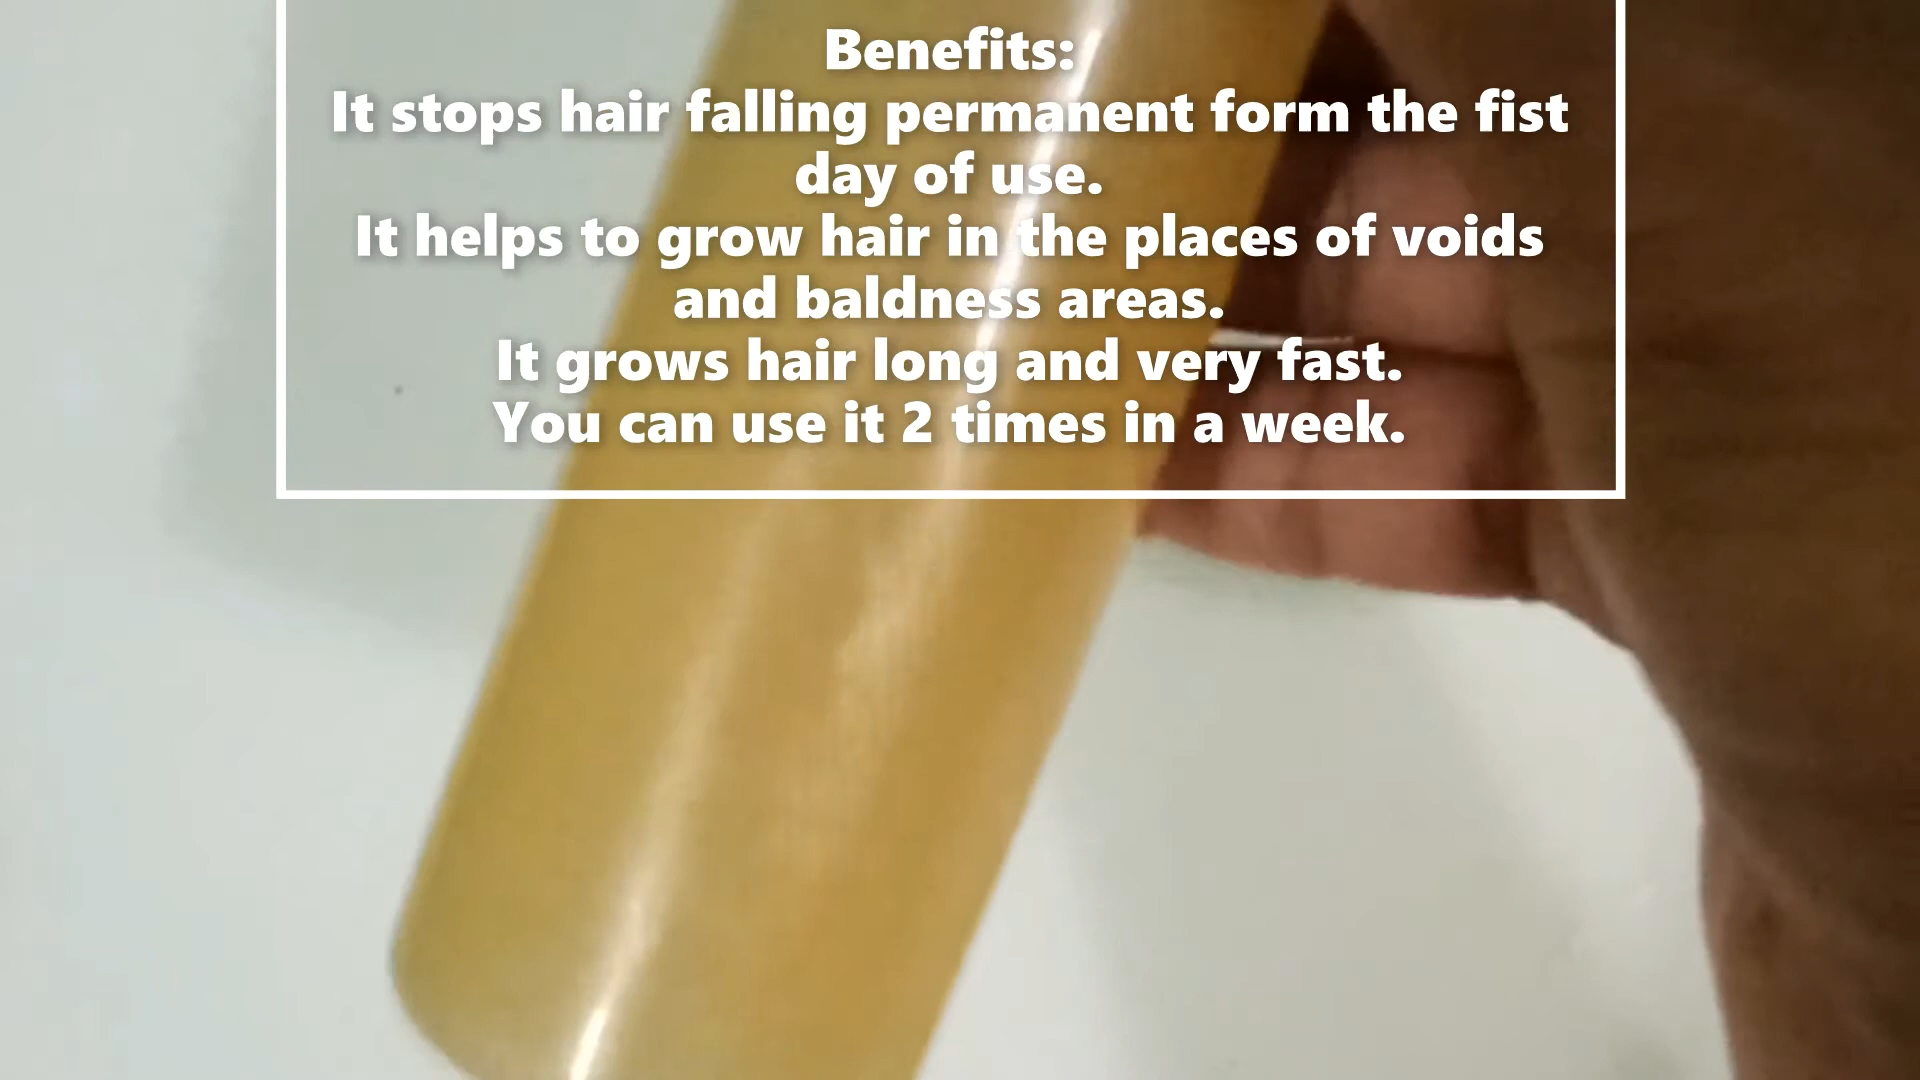 Benefits:
It stops hair falling permanent form the fist
day of use.
It helps to grow hair in the places of voids
and baldness areas.
It grows hair long and very fast.
You can use it 2 times in a week.